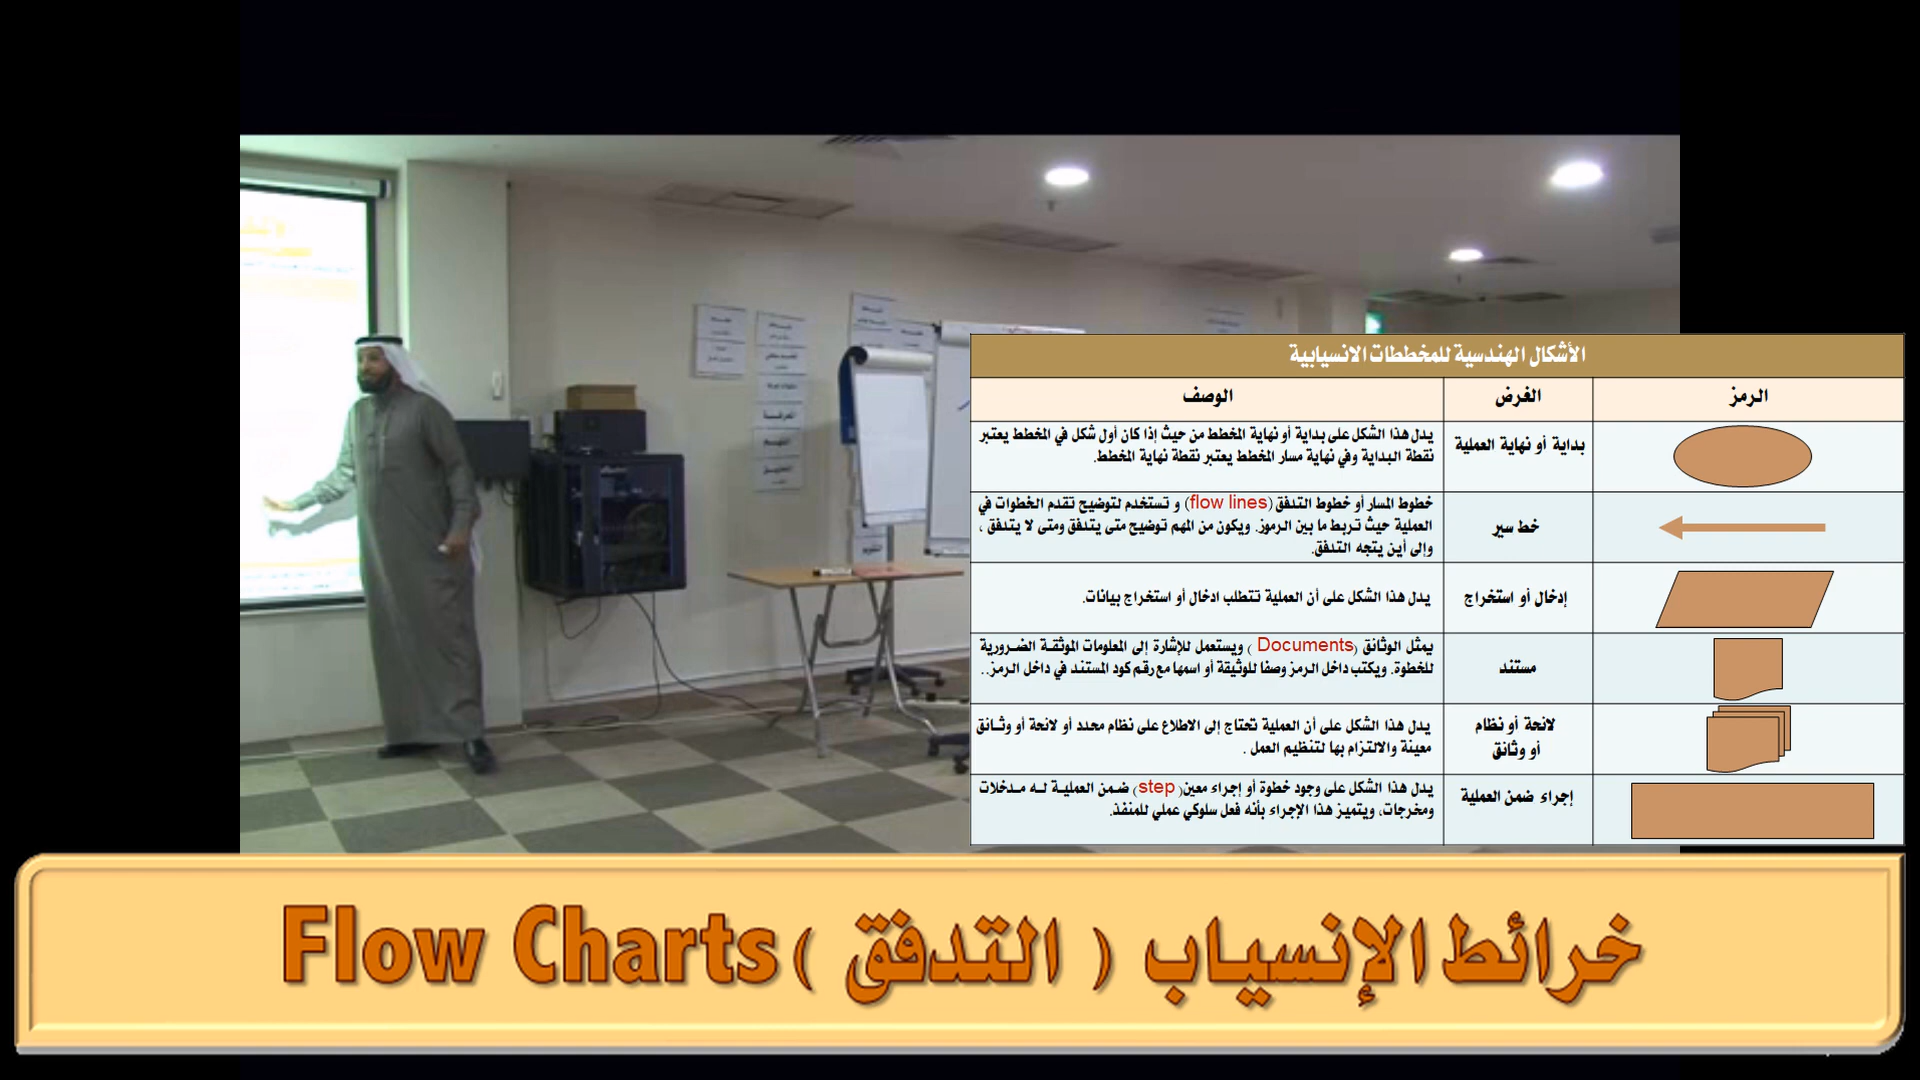 الأشكال الهندسية للمخططات الانسيابية
الرمز الغرض الوصف
بداية أو نهاية العملية
يدل هذا الشكل على بداية أو نهاية المخطط من حيث إذا كان أول شكل في المخطط يعتبر
نقطة البداية وفي نهاية مسار المخطط يعتبر نقطة نهاية المخطط.
خط سير
خطوط المسار أو خطوط التدفق (flow lines) و تستخدم لتوضيح تقدم الخطوات في
العملية حيث تربط ما بين الرموز. ويكون من المهم توضيح متى يتدفق ومتى لا يتدفق ،
وإلى أين يتجه التدفق.
إدخال أو استخراج
يدل هذا الشكل على أن العملية تتطلب ادخال أو استخراج بيانات.
مستند
يمثل الوثائق (Documents ) ويستعمل للإشارة إلى المعلومات الموثقة الضرورية
للخطوة. ويكتب داخل الرمز وصفا للوثيقة أو اسمها مع رقم كود المستند في داخل الرمز..
لائحة أو نظام
أو وثائق
يدل هذا الشكل على أن العملية تحتاج إلى الاطلاع على نظام محدد أو لائحة أو وثائق
معينة والالتزام بها لتنظيم العمل .
إجراء ضمن العملية
يدل هذا الشكل على وجود خطوة أو إجراء معين( step) ضمن العملية له مدخلات
ومخرجات، ويتميز هذا الإجراء بأنه فعل سلوكي عملي للمنفذ.
خرائط الإنسياب ( التدفق ) Flow Charts